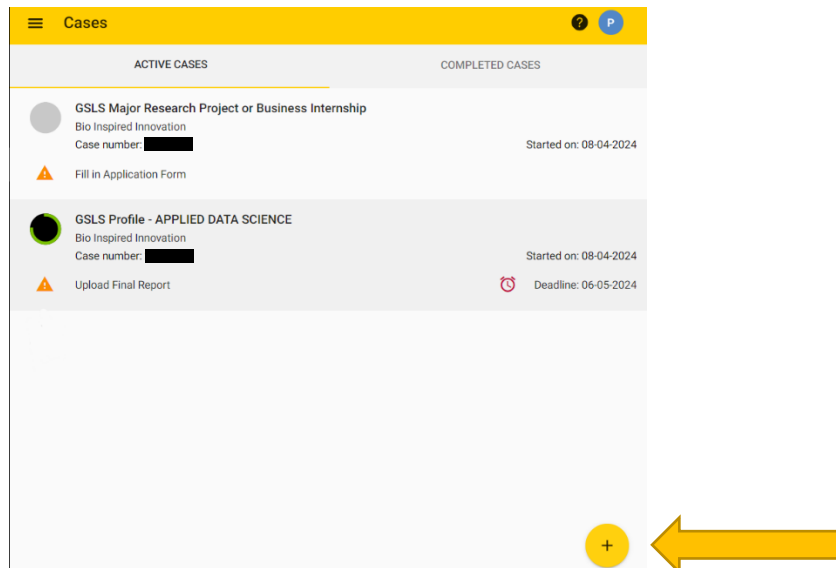 Cases
? P
ACTIVE CASES COMPLETED CASES
GSLS Major Research Project or Business Internship
Bio Inspired Innovation
Case number: Started on: 08-04-2024
Fill in Application Form
GSLS Profile - APPLIED DATA SCIENCE
Bio Inspired Innovation
Case number: Started on: 08-04-2024
Upload Final Report Deadline: 06-05-2024
+